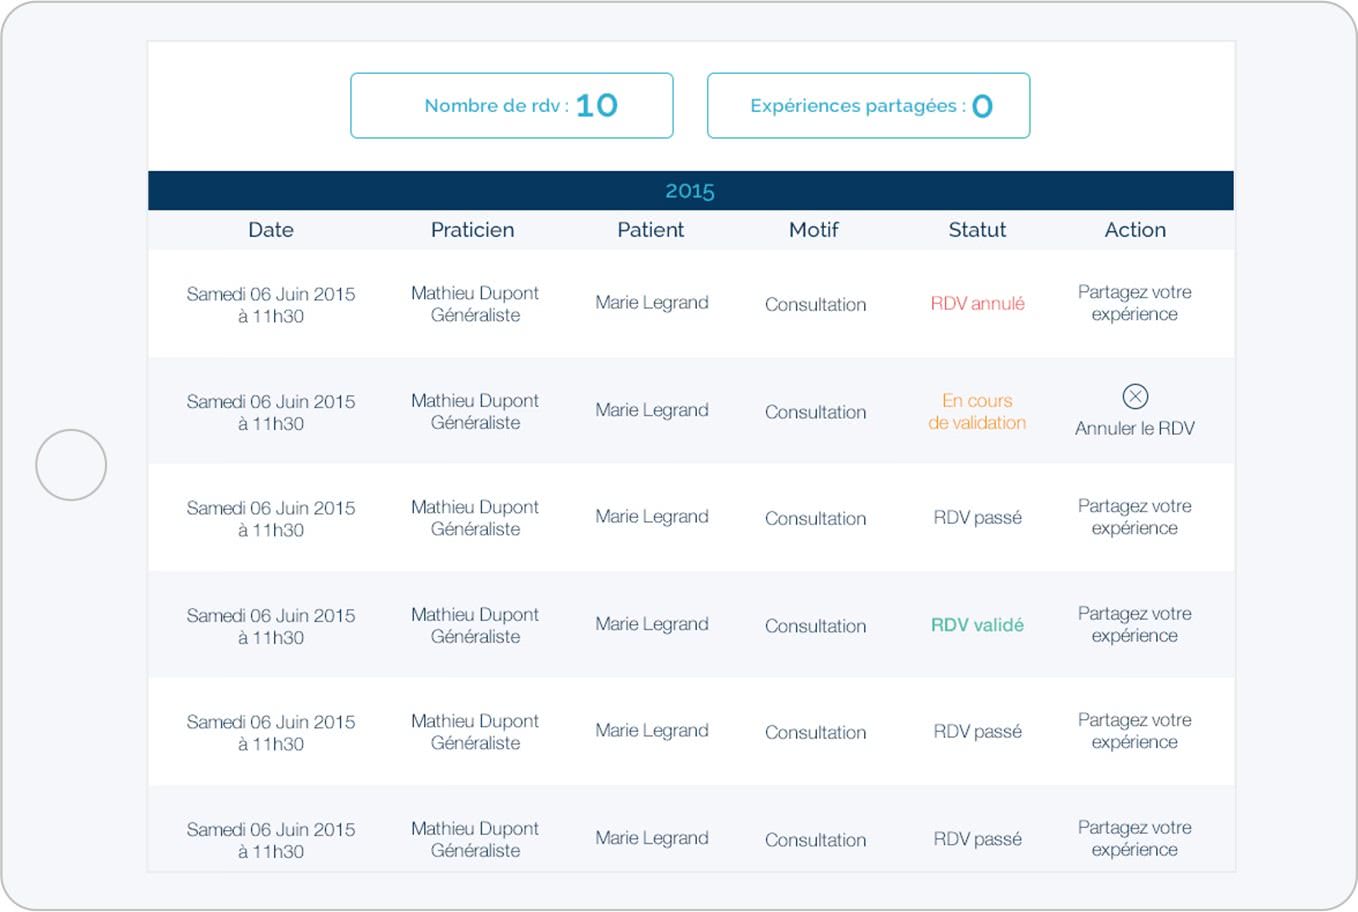 Nombre de rdv : 10
Expériences partagées : 0
2015
Date Praticien Patient Motif Statut Action
Samedi 06 Juin 2015
à 11h30
Mathieu Dupont
Généraliste
Marie Legrand
Consultation
RDV annulé
Partagez votre
expérience
Samedi 06 Juin 2015
à 11h30
Mathieu Dupont
Généraliste
Marie Legrand
Consultation
En cours
de validation
Annuler le RDV
Samedi 06 Juin 2015
à 11h30
Mathieu Dupont
Généraliste
Marie Legrand
Consultation
RDV passé
Partagez votre
expérience
Samedi 06 Juin 2015
à 11h30
Mathieu Dupont
Généraliste
Marie Legrand
Consultation
RDV validé
Partagez votre
expérience
Samedi 06 Juin 2015
à 11h30
Mathieu Dupont
Généraliste
Marie Legrand
Consultation
RDV passé
Partagez votre
expérience
Samedi 06 Juin 2015
à 11h30
Mathieu Dupont
Généraliste
Marie Legrand
Consultation
RDV passé
Partagez votre
expérience